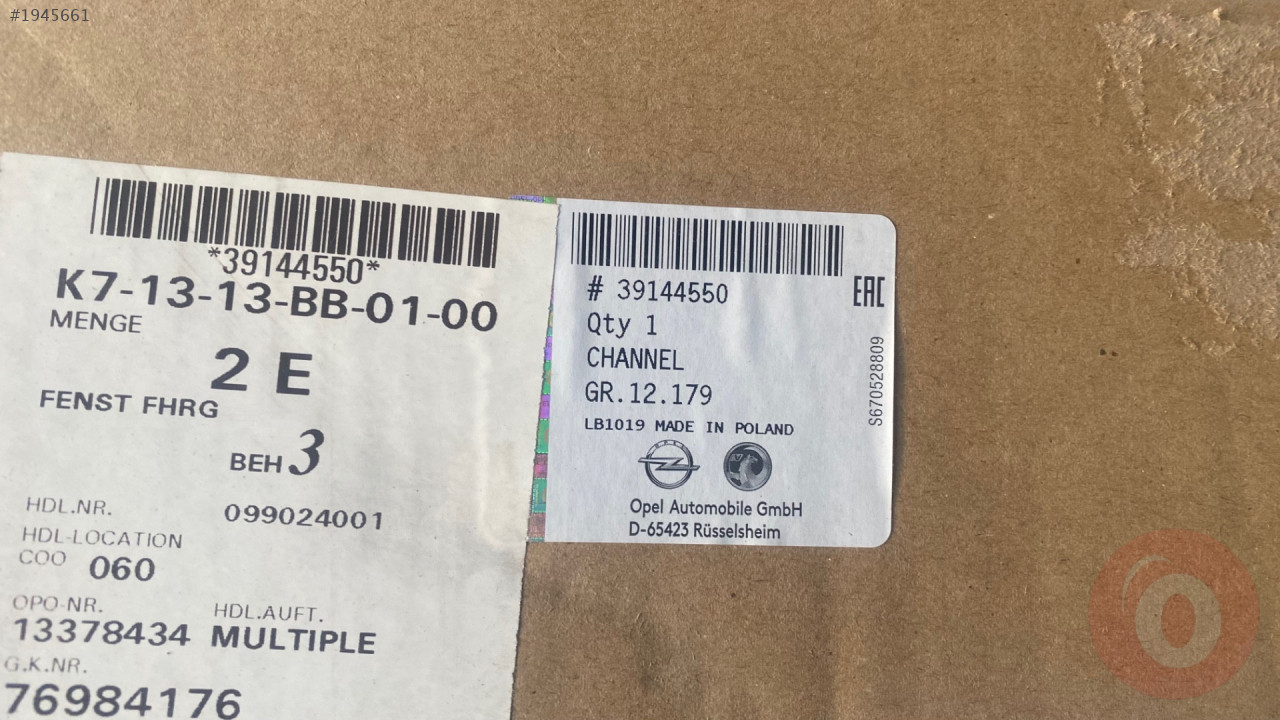 #1945661
*39144550*
K7-13-13-BB-01-00
MENGE
2 E
FENST FHRG
BEH 3
HDL.NR. 099024001
HDL-LOCATION
COO 060
OPO-NR. HDL.AUFT.
13378434 MULTIPLE
G.K.NR.
76984176
# 39144550
EAC
Qty 1
CHANNEL
GR.12.179
S670528809
LB1019 MADE IN POLAND
OPEL
Opel Automobile GmbH
D-65423 Rüsselsheim